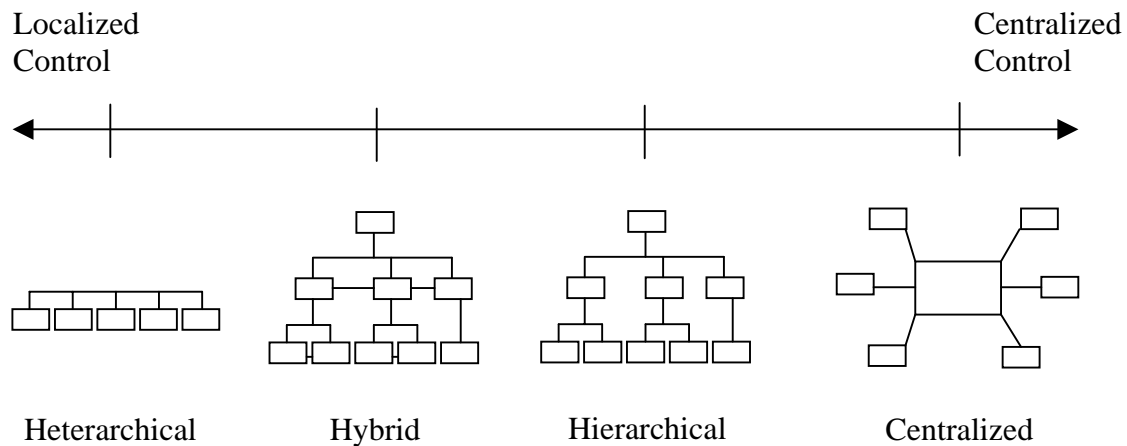 Localized
Control
Centralized
Control
Heterarchical
Hybrid
Hierarchical
Centralized